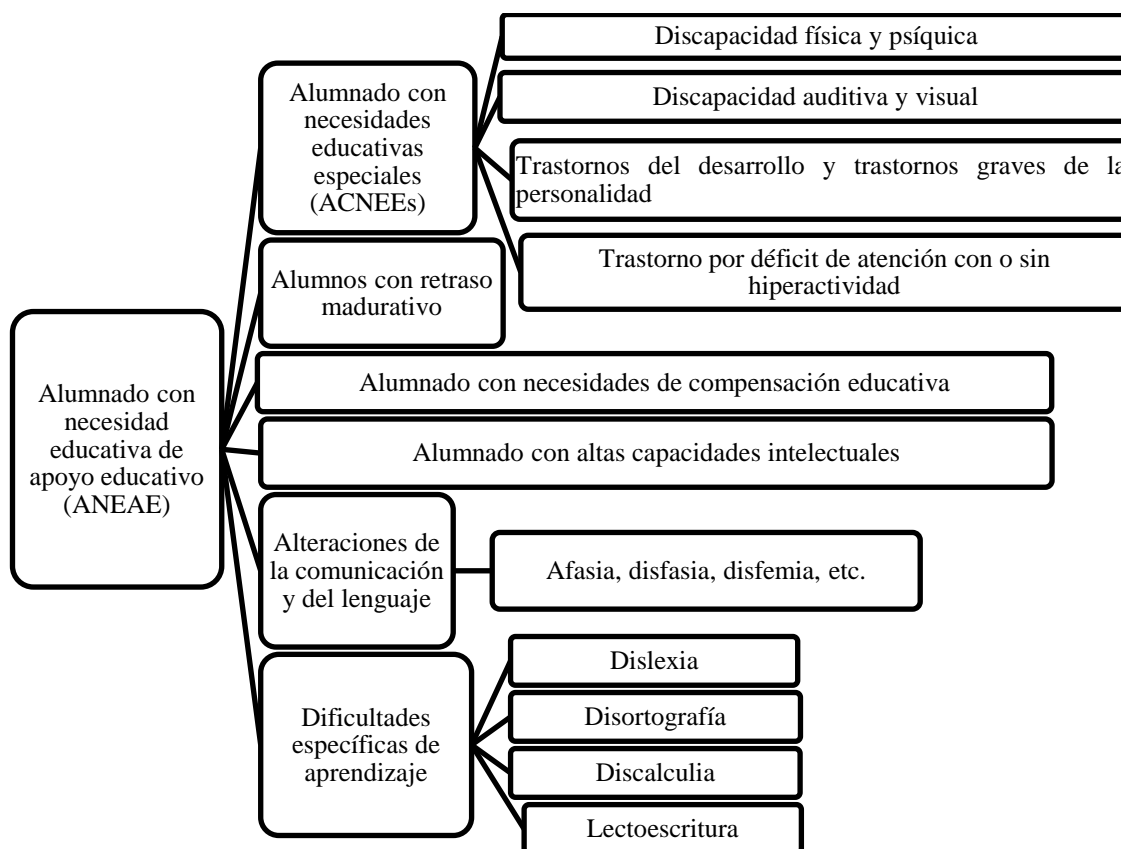 Alumnado con
necesidad
educativa de
apoyo educativo
(ANEAE)
Alumnado con
necesidades
educativas
especiales
(ACNEEs)
Discapacidad física y psíquica
Discapacidad auditiva y visual
Trastornos del desarrollo y trastornos graves de la
personalidad
Trastorno por déficit de atención con o sin
hiperactividad
Alumnos con retraso
madurativo
Alumnado con necesidades de compensación educativa
Alumnado con altas capacidades intelectuales
Alteraciones de
la comunicación
y del lenguaje
Afasia, disfasia, disfemia, etc.
Dificultades
específicas de
aprendizaje
Dislexia
Disortografía
Discalculia
Lectoescritura